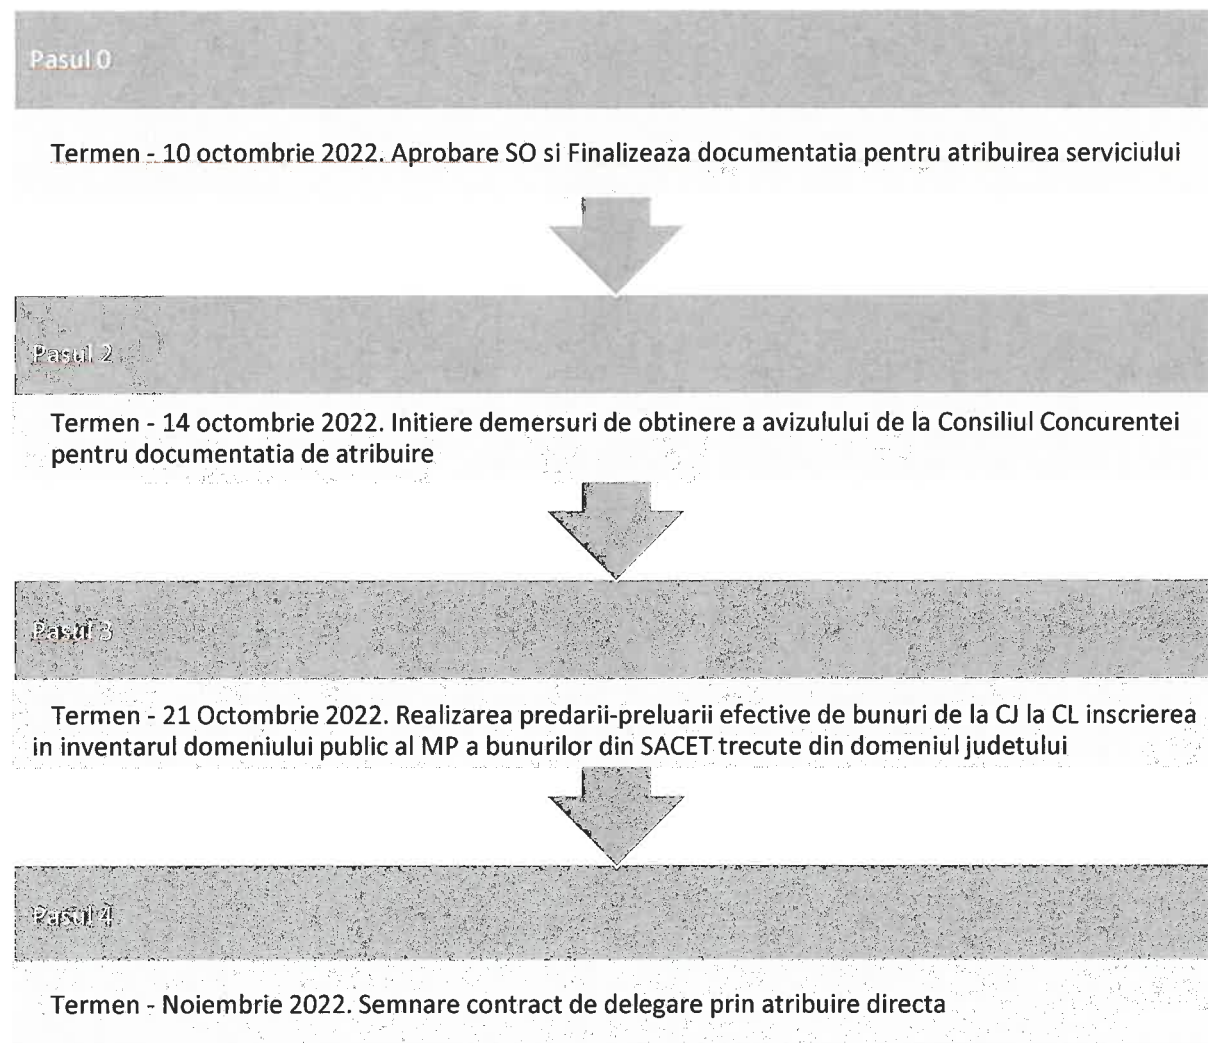 Pasul 0
Termen - 10 octombrie 2022. Aprobare SO si Finalizeaza documentatia pentru atribuirea serviciului
Pasul 2
Termen - 14 octombrie 2022. Initiere demersuri de obtinere a avizulului de la Consiliul Concurentei
pentru documentatia de atribuire
Pasul 3
Termen - 21 Octombrie 2022. Realizarea predarii-preluarii efective de bunuri de la CJ la CL inscrierea
in inventarul domeniului public al MP a bunurilor din SACET trecute din domeniul judetului
Pasul 4
Termen - Noiembrie 2022. Semnare contract de delegare prin atribuire directa